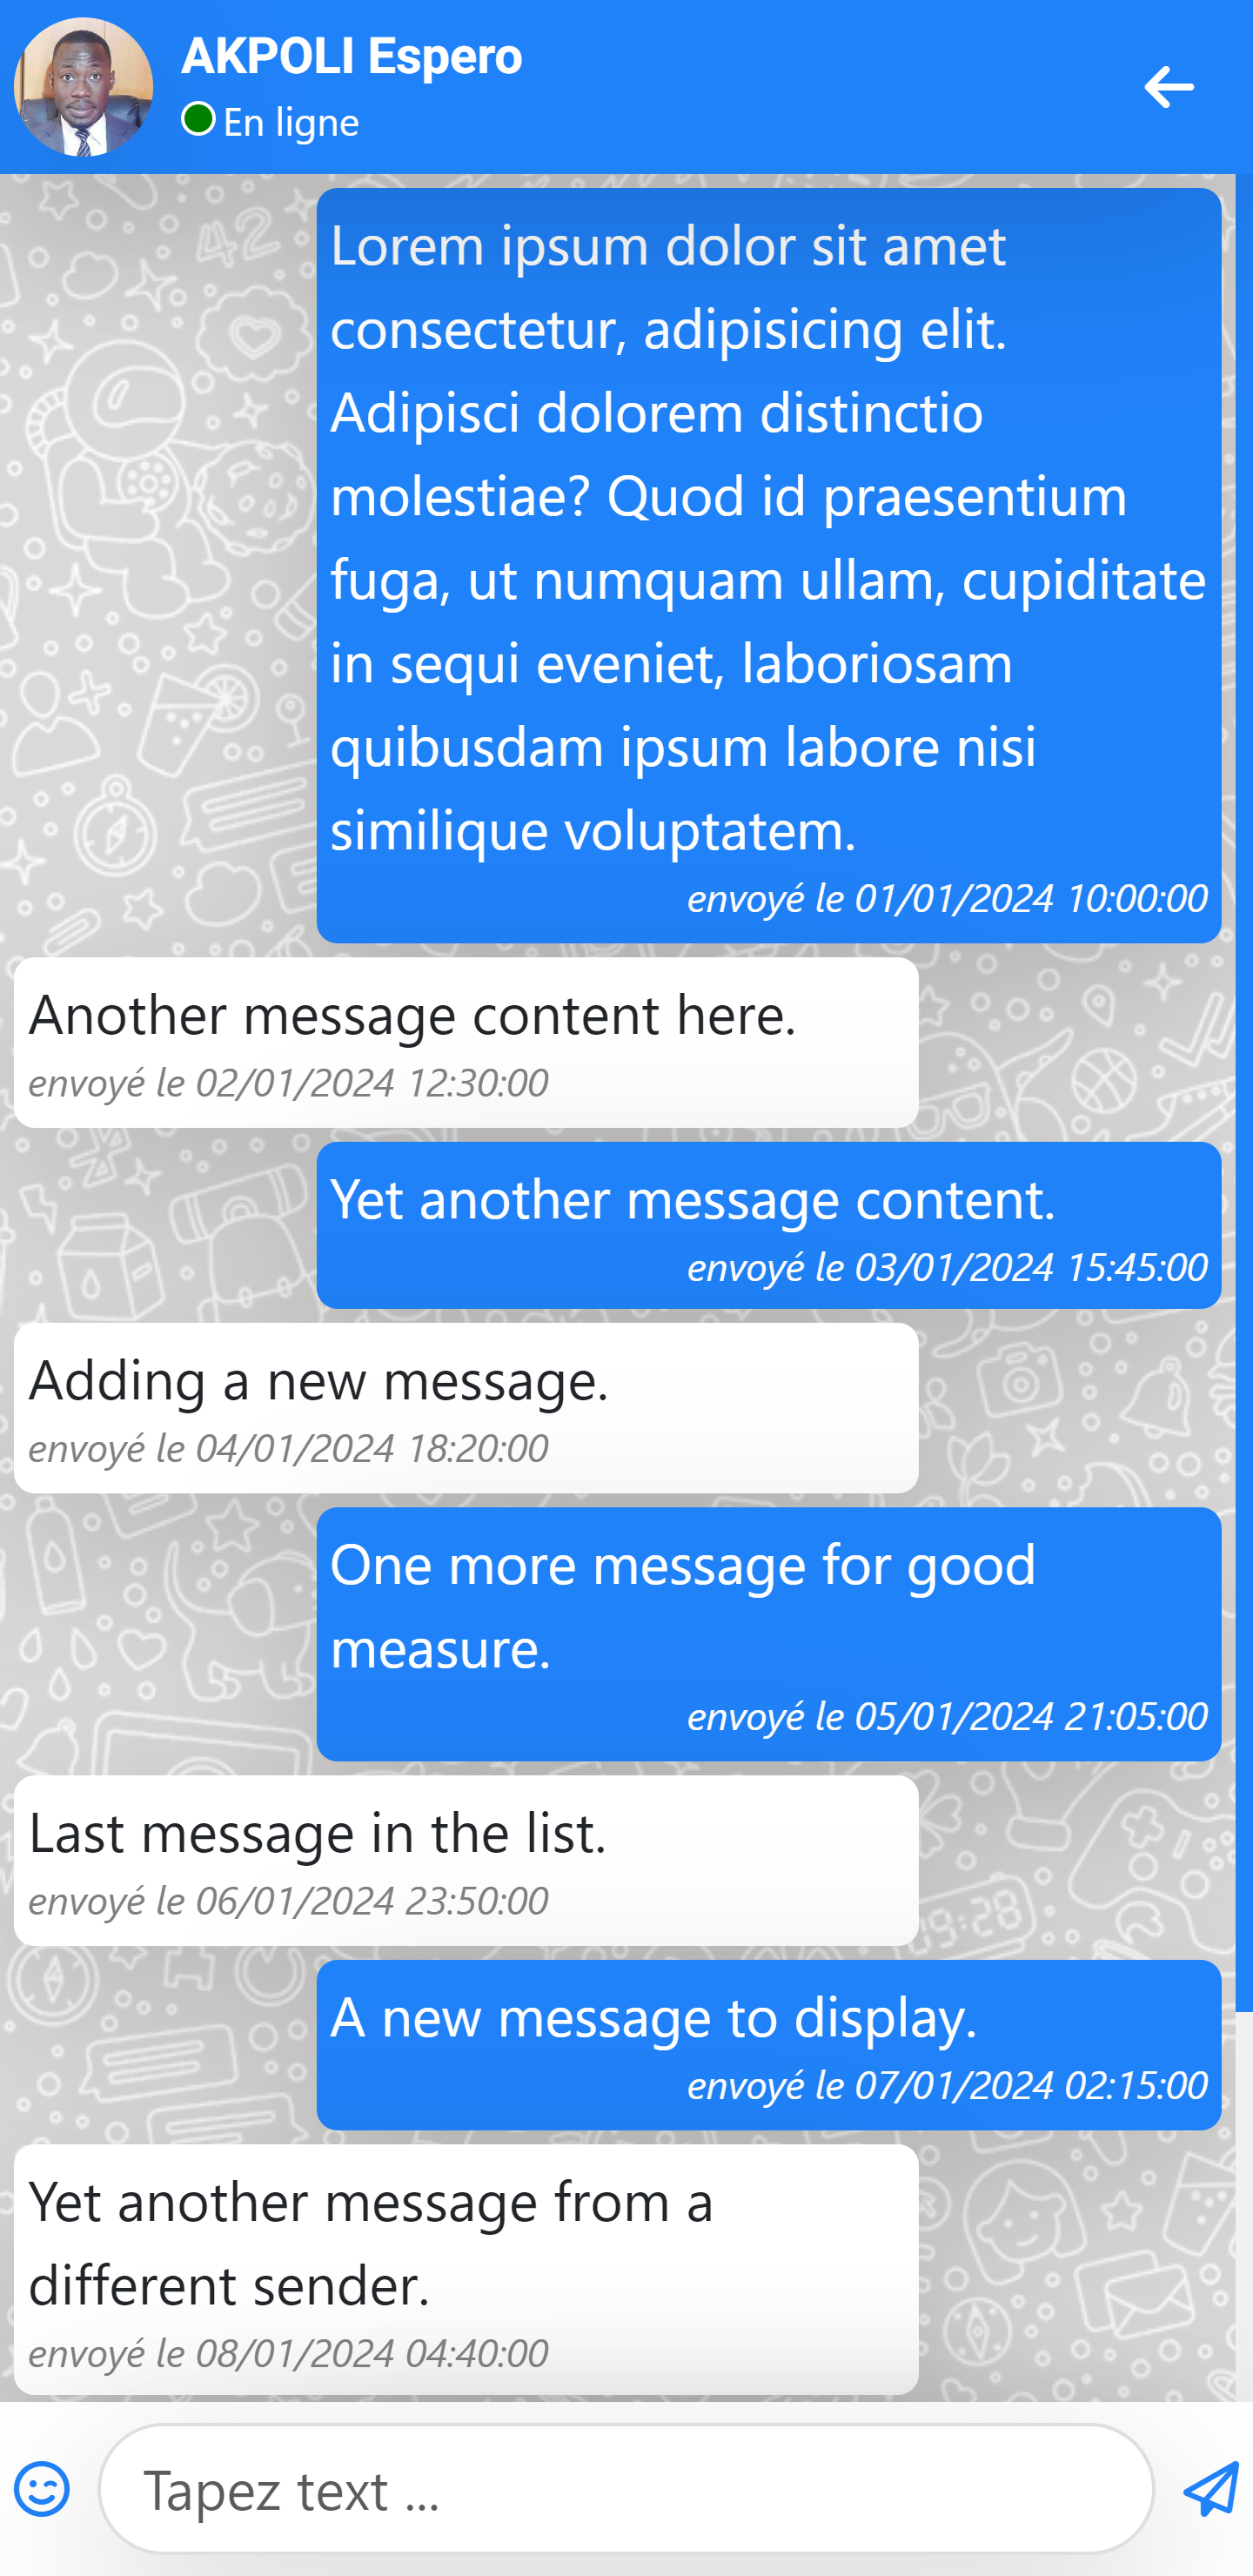 AKPOLI Espero
En ligne
42
Lorem ipsum dolor sit amet
consectetur, adipisicing elit.
Adipisci dolorem distinctio
molestiae? Quod id praesentium
fuga, ut numquam ullam, cupiditate
in sequi eveniet, laboriosam
quibusdam ipsum labore nisi
similique voluptatem.
envoyé le 01/01/2024 10:00:00
Another message content here.
envoyé le 02/01/2024 12:30:00
Yet another message content.
envoyé le 03/01/2024 15:45:00
Adding a new message.
envoyé le 04/01/2024 18:20:00
One more message for good
measure.
envoyé le 05/01/2024 21:05:00
Last message in the list.
envoyé le 06/01/2024 23:50:00
09:28
A new message to display.
envoyé le 07/01/2024 02:15:00
Yet another message from a
different sender.
envoyé le 08/01/2024 04:40:00
Tapez text ...